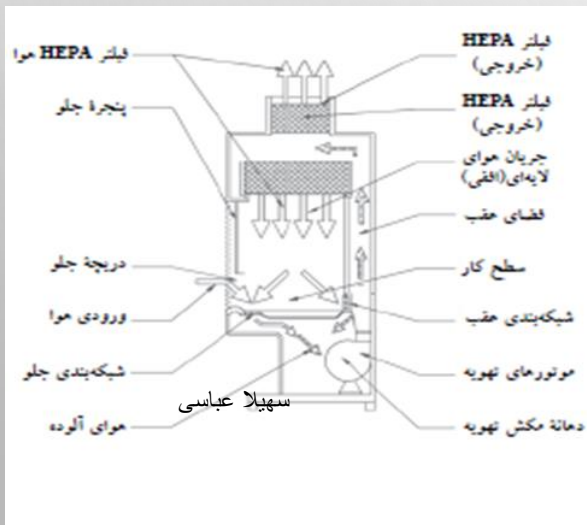 فیلتر HEPA
(خروجی)
فیلتر HEPA هوا
پنجرهٔ جلو
فیلتر HEPA
(خروجی)
جریان هوای
لایه‌ای(افقی)
فضای عقب
دریچهٔ جلو
سطح کار
ورودی هوا
شبکه‌بندی عقب
شبکه‌بندی جلو
موتورهای تهویه
سهیلا عباسی
هوای آلوده
دهانهٔ مکش تهویه